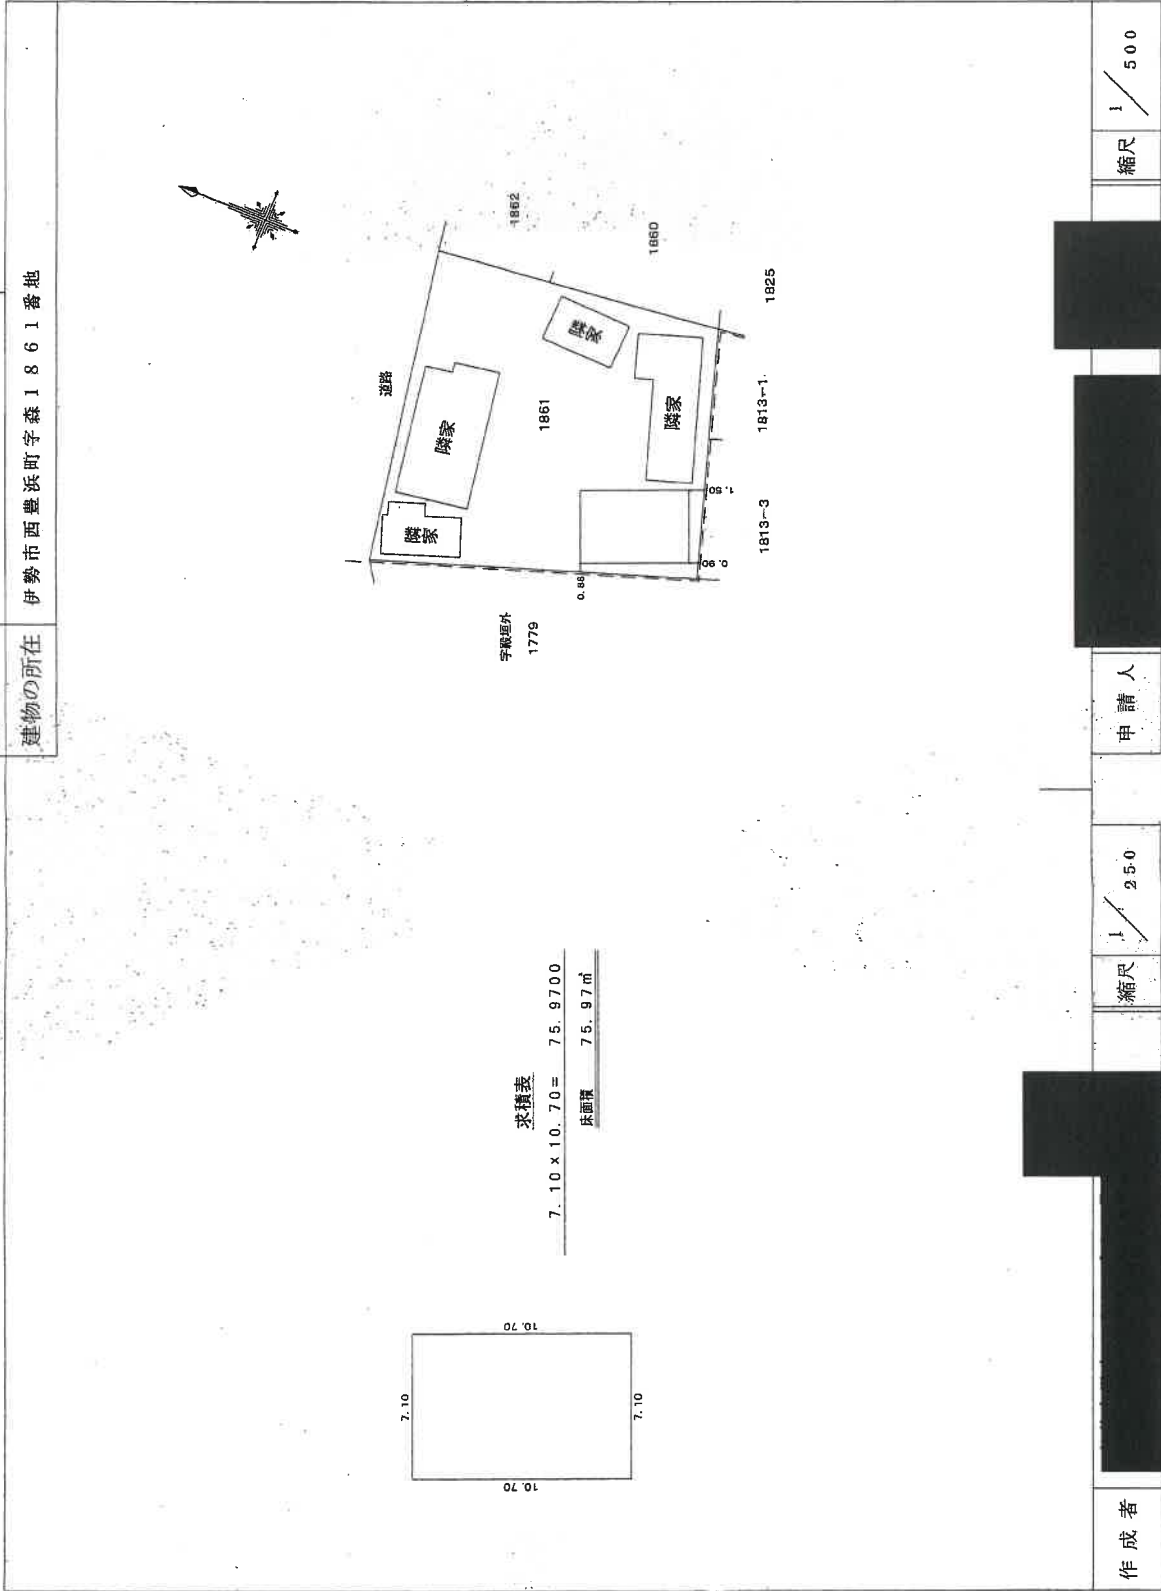 建物の所在 伊勢市西豊浜町字森1861番地
7.10
10.70
10.70
7.10
求積表
7.10×10.70= 75.9700
床面積 75.97㎡
道路
隣家
隣家
隣家
隣家
1861
1862
1860
1825
1813-1
1813-3
1779
0.88
0.90
1.50
作成者
縮尺 1/250
申請人
縮尺 1/500